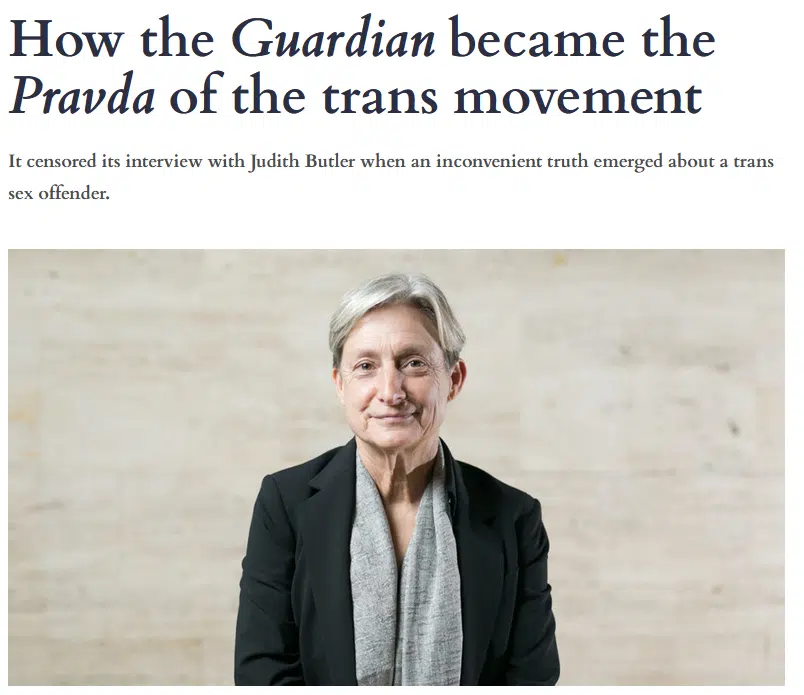 How the Guardian became the
Pravda of the trans movement
It censored its interview with Judith Butler when an inconvenient truth emerged about a trans
sex offender.